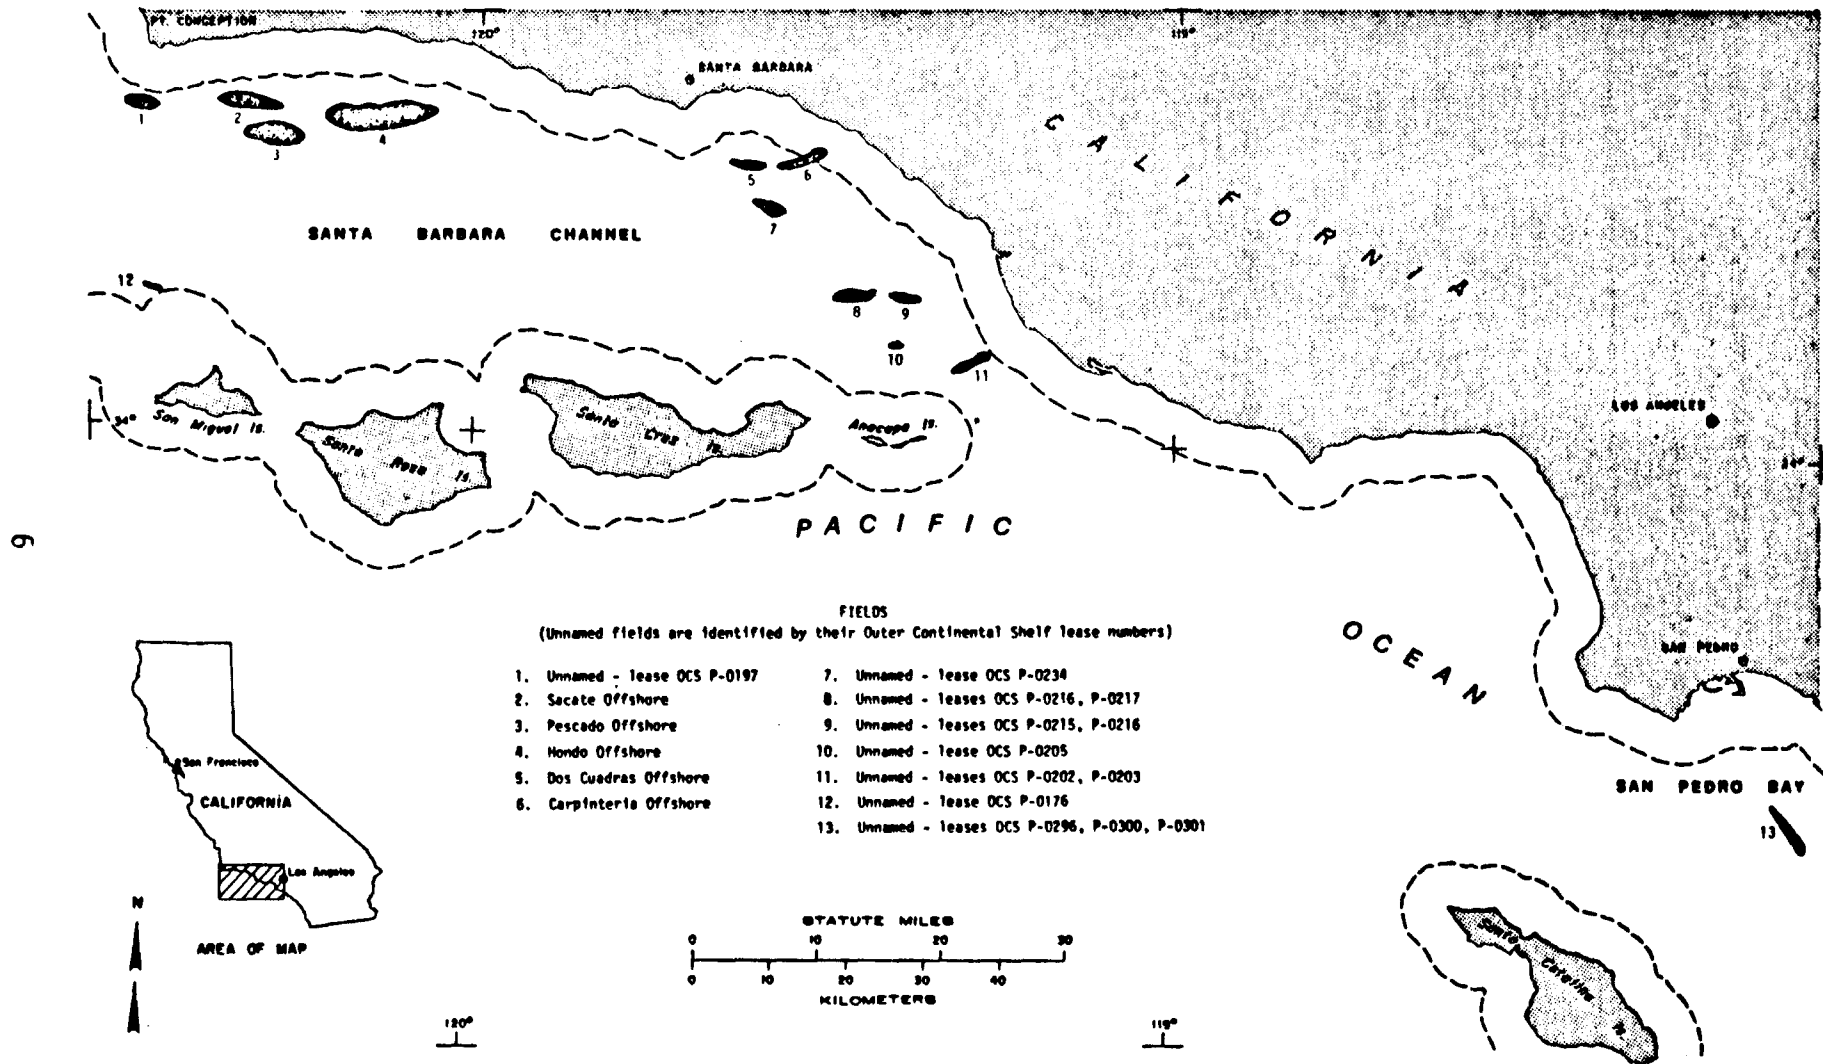 PT. CONCEPTION
120°
119°
SANTA BARBARA
CALIFORNIA
1
2
3
4
5
6
7
SANTA BARBARA CHANNEL
12
8
9
10
11
34°
San Miguel Is.
Santa Rosa Is.
Santa Cruz Is.
Anacapa Is.
LOS ANGELES
34°
PACIFIC
OCEAN
9
FIELDS
(Unnamed fields are identified by their Outer Continental Shelf lease numbers)
1. Unnamed - lease OCS P-0197
2. Sacate Offshore
3. Pescado Offshore
4. Hondo Offshore
5. Dos Cuadras Offshore
6. Carpinteria Offshore
7. Unnamed - lease OCS P-0234
8. Unnamed - leases OCS P-0216, P-0217
9. Unnamed - leases OCS P-0215, P-0216
10. Unnamed - lease OCS P-0205
11. Unnamed - leases OCS P-0202, P-0203
12. Unnamed - lease OCS P-0176
13. Unnamed - leases OCS P-0296, P-0300, P-0301
SAN PEDRO
SAN PEDRO BAY
13
San Francisco
CALIFORNIA
Los Angeles
N
AREA OF MAP
STATUTE MILES
0 10 20 30
0 10 20 30 40
KILOMETERS
Santa Catalina Is.
120°
119°